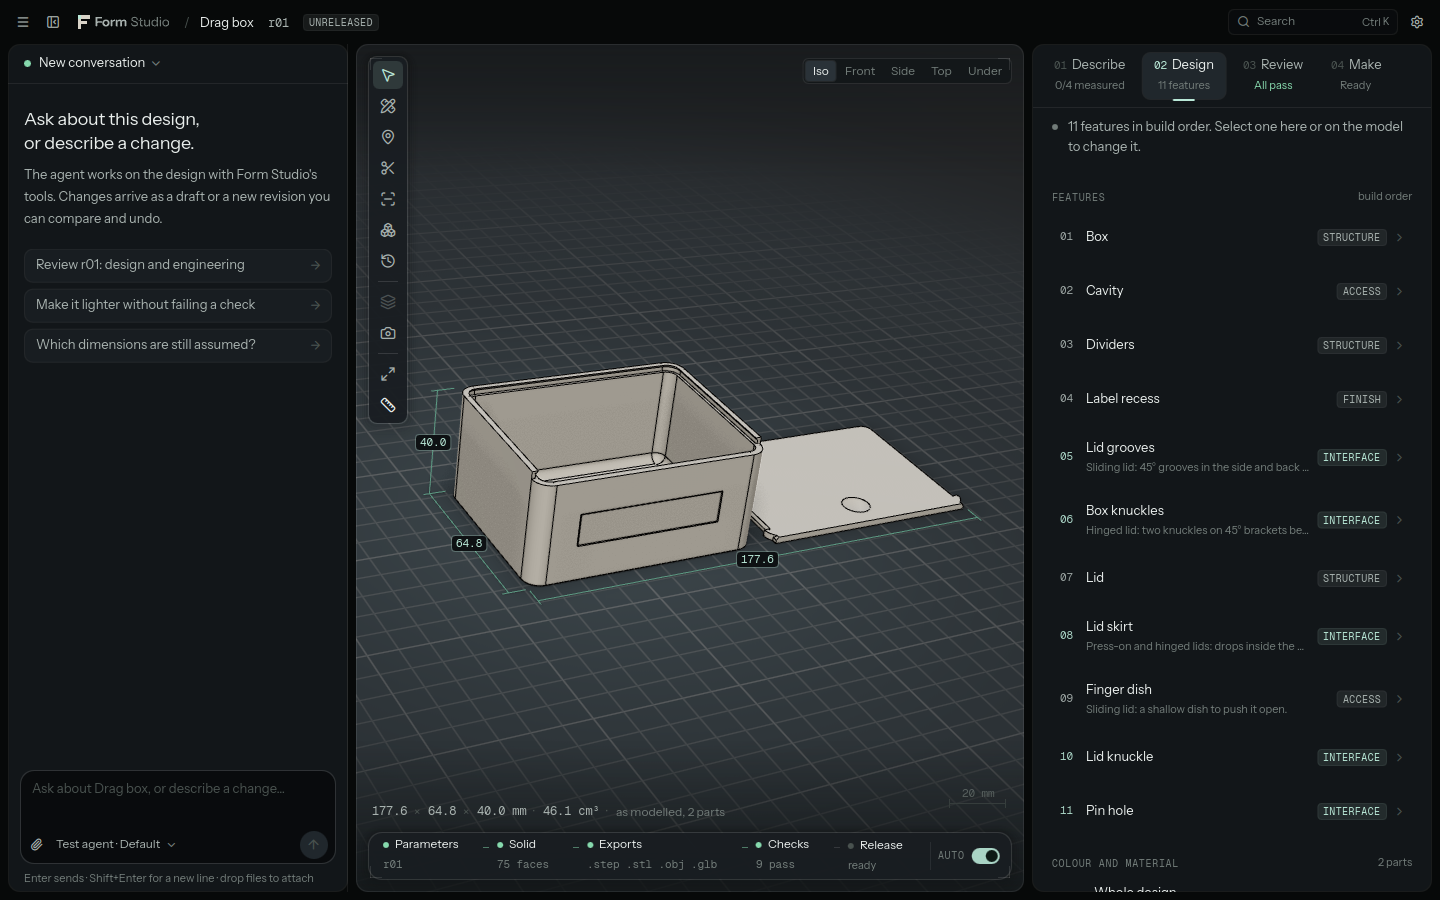 Form Studio / Drag box r01 UNRELEASED
Search Ctrl K
New conversation
Ask about this design,
or describe a change.
The agent works on the design with Form Studio's
tools. Changes arrive as a draft or a new revision you
can compare and undo.
Review r01: design and engineering
Make it lighter without failing a check
Which dimensions are still assumed?
Ask about Drag box, or describe a change...
Test agent · Default
Enter sends · Shift+Enter for a new line · drop files to attach
Iso Front Side Top Under
40.0
64.8
177.6
20 mm
177.6 × 64.8 × 40.0 mm · 46.1 cm³ · as modelled, 2 parts
Parameters Solid Exports Checks Release
r01 75 faces .step .stl .obj .glb 9 pass ready
AUTO
01 Describe 02 Design 03 Review 04 Make
0/4 measured 11 features All pass Ready
11 features in build order. Select one here or on the model
to change it.
FEATURES build order
01 Box STRUCTURE
02 Cavity ACCESS
03 Dividers STRUCTURE
04 Label recess FINISH
05 Lid grooves INTERFACE
Sliding lid: 45° grooves in the side and back ...
06 Box knuckles INTERFACE
Hinged lid: two knuckles on 45° brackets be...
07 Lid STRUCTURE
08 Lid skirt INTERFACE
Press-on and hinged lids: drops inside the ...
09 Finger dish ACCESS
Sliding lid: a shallow dish to push it open.
10 Lid knuckle INTERFACE
11 Pin hole INTERFACE
COLOUR AND MATERIAL 2 parts
Whole design